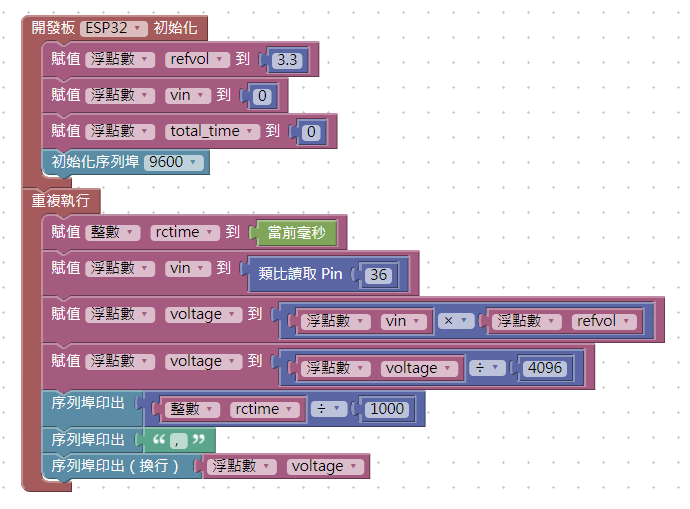 開發板 ESP32 初始化
賦值 浮點數 refvol 到 3.3
賦值 浮點數 vin 到 0
賦值 浮點數 total_time 到 0
初始化序列埠 9600
重複執行
賦值 整數 rctime 到 當前毫秒
賦值 浮點數 vin 到 類比讀取 Pin 36
賦值 浮點數 voltage 到 浮點數 vin × 浮點數 refvol
賦值 浮點數 voltage 到 浮點數 voltage ÷ 4096
序列埠印出 整數 rctime ÷ 1000
序列埠印出 “ , ”
序列埠印出（換行） 浮點數 voltage